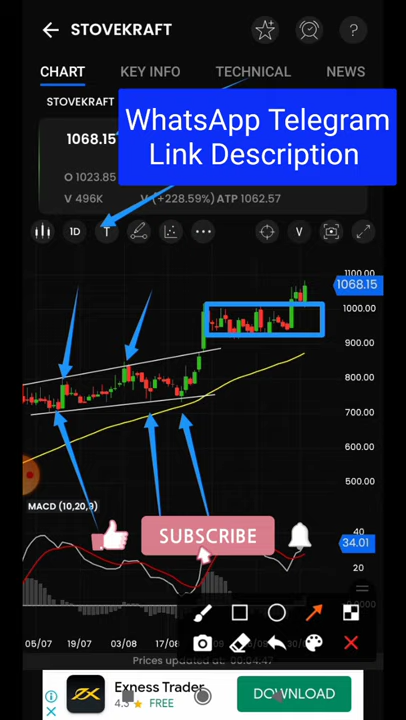 STOVEKRAFT
?
CHART KEY INFO TECHNICAL NEWS
STOVEKRAFT
WhatsApp Telegram
Link Description
1068.15
O 1023.85
V 496K
(+228.59%) ATP 1062.57
1D T V
1100.00
1068.15
1000.00
900.00
800.00
700.00
600.00
500.00
MACD (10,20,9)
SUBSCRIBE
40
34.01
20
0.0000
05/07 19/07 03/08 17/08
Prices updated at
Exness Trader
FREE
DOWNLOAD